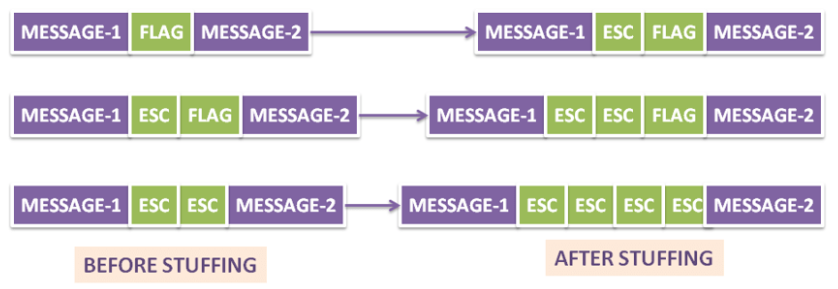 MESSAGE-1 FLAG MESSAGE-2 MESSAGE-1 ESC FLAG MESSAGE-2
MESSAGE-1 ESC FLAG MESSAGE-2 MESSAGE-1 ESC ESC FLAG MESSAGE-2
MESSAGE-1 ESC ESC MESSAGE-2 MESSAGE-1 ESC ESC ESC ESC MESSAGE-2
BEFORE STUFFING AFTER STUFFING